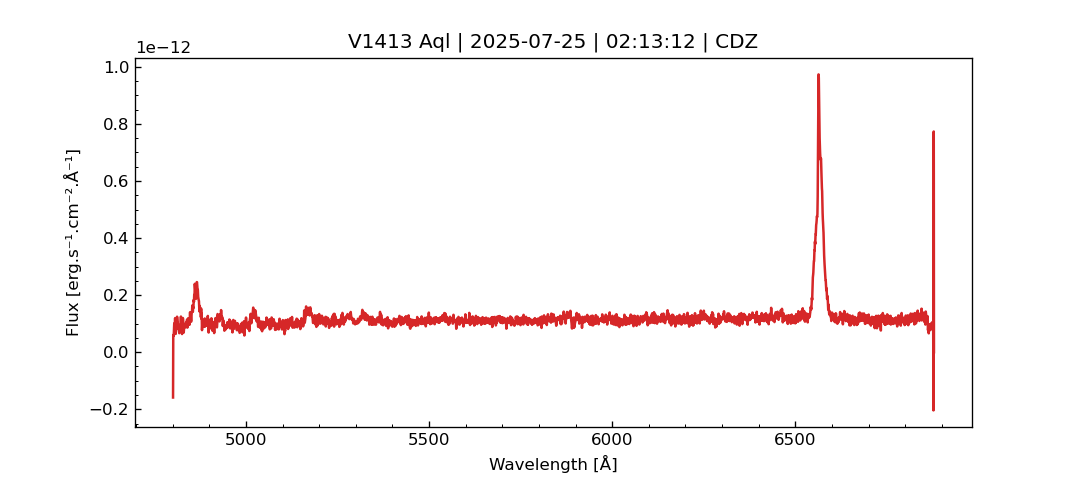 V1413 Aql | 2025-07-25 | 02:13:12 | CDZ
1e−12
1.0
0.8
0.6
0.4
0.2
0.0
−0.2
Flux [erg.s⁻¹.cm⁻².Å⁻¹]
5000 5500 6000 6500
Wavelength [Å]